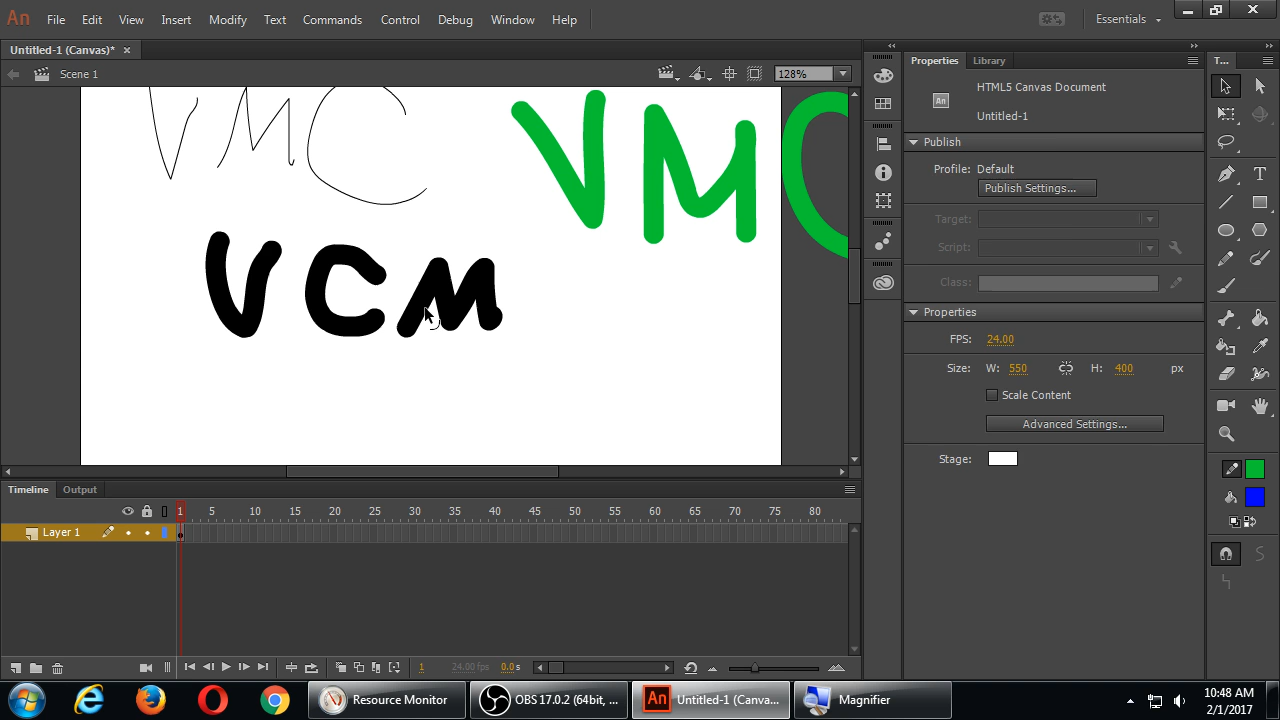 An File Edit View Insert Modify Text Commands Control Debug Window Help Essentials
Untitled-1 (Canvas)* ×
Scene 1 128%
VMC VMC
VCM
Properties Library
An HTML5 Canvas Document
Untitled-1
Publish
Profile: Default
Publish Settings...
Target:
Script:
Class:
Properties
FPS: 24.00
Size: W: 550 H: 400 px
Scale Content
Advanced Settings...
Stage:
T...
Timeline Output
1 5 10 15 20 25 30 35 40 45 50 55 60 65 70 75 80
Layer 1
1 24.00 fps 0.0 s
Resource Monitor OBS 17.0.2 (64bit, ... An Untitled-1 (Canva... Magnifier
10:48 AM
2/1/2017